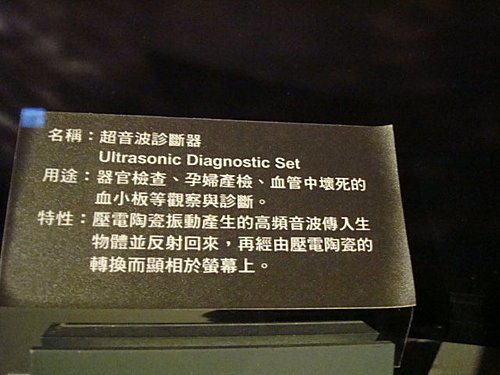 名稱：超音波診斷器
Ultrasonic Diagnostic Set
用途：器官檢查、孕婦產檢、血管中壞死的
血小板等觀察與診斷。
特性：壓電陶瓷振動產生的高頻音波傳入生
物體並反射回來，再經由壓電陶瓷的
轉換而顯相於螢幕上。